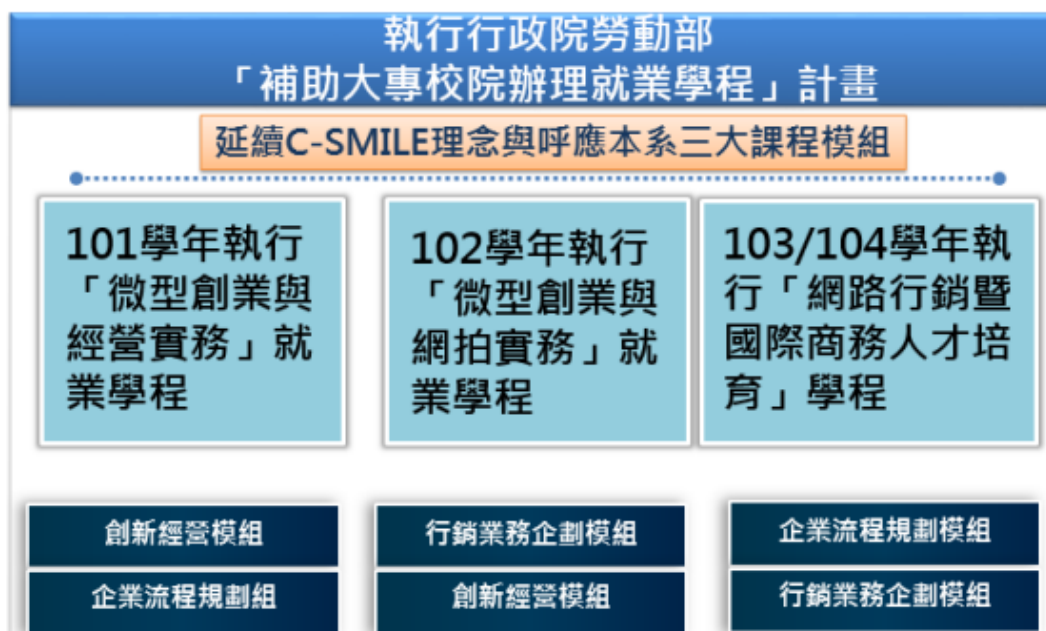 執行行政院勞動部
「補助大專校院辦理就業學程」計畫
延續C-SMILE理念與呼應本系三大課程模組
101學年執行
「微型創業與
經營實務」就
業學程
102學年執行
「微型創業與
網拍實務」就
業學程
103/104學年執
行「網路行銷暨
國際商務人才培
育」學程
創新經營模組
企業流程規劃組
行銷業務企劃模組
創新經營模組
企業流程規劃模組
行銷業務企劃模組